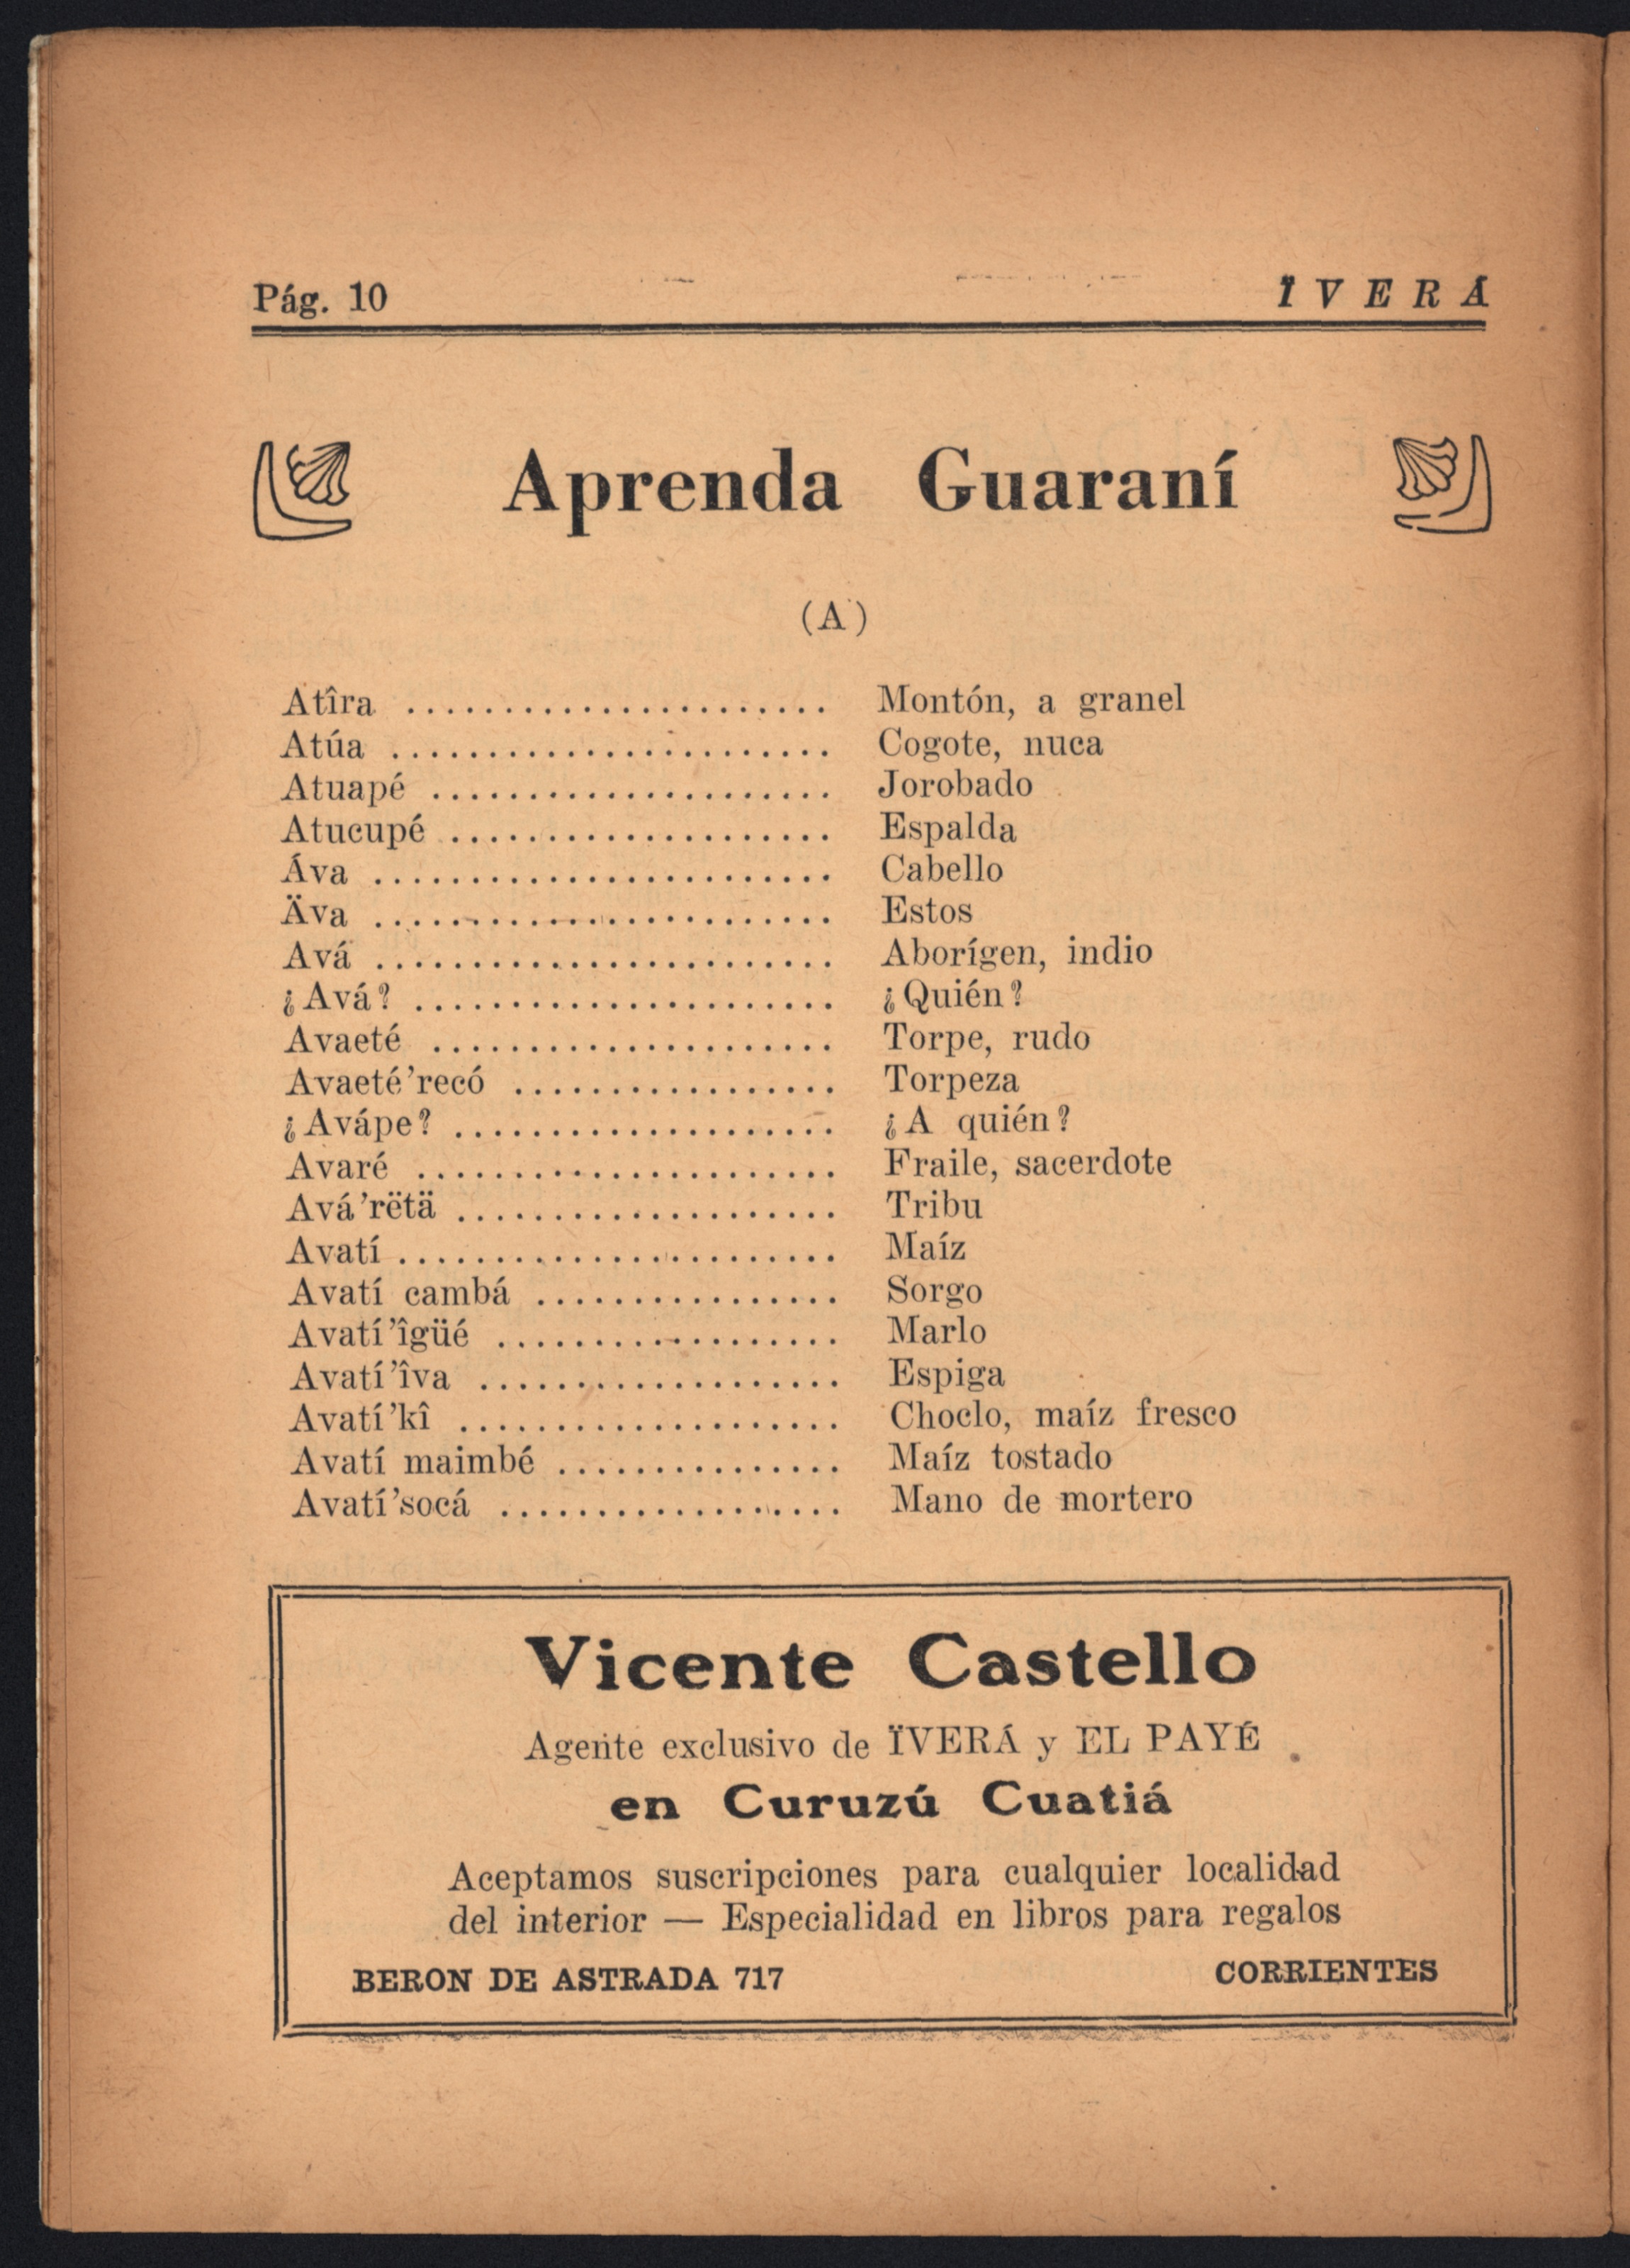 Pág. 10 ÏVERÁ
Aprenda Guaraní
(A)
Atîra ...................... Montón, a granel
Atúa ....................... Cogote, nuca
Atuapé ..................... Jorobado
Atucupé .................... Espalda
Áva ........................ Cabello
Äva ........................ Estos
Avá ........................ Aborígen, indio
¿Avá? ...................... ¿Quién?
Avaeté ..................... Torpe, rudo
Avaeté'recó ................. Torpeza
¿Avápe? .................... ¿A quién?
Avaré ...................... Fraile, sacerdote
Avá'rëtä .................... Tribu
Avatí ....................... Maíz
Avatí cambá ................ Sorgo
Avatí'îgüé .................. Marlo
Avatí'îva ................... Espiga
Avatí'kî .................... Choclo, maíz fresco
Avatí maimbé ............... Maíz tostado
Avatí'socá .................. Mano de mortero
Vicente Castello
Agente exclusivo de ÏVERÁ y EL PAYÉ
en Curuzú Cuatiá
Aceptamos suscripciones para cualquier localidad
del interior — Especialidad en libros para regalos
BERON DE ASTRADA 717 CORRIENTES